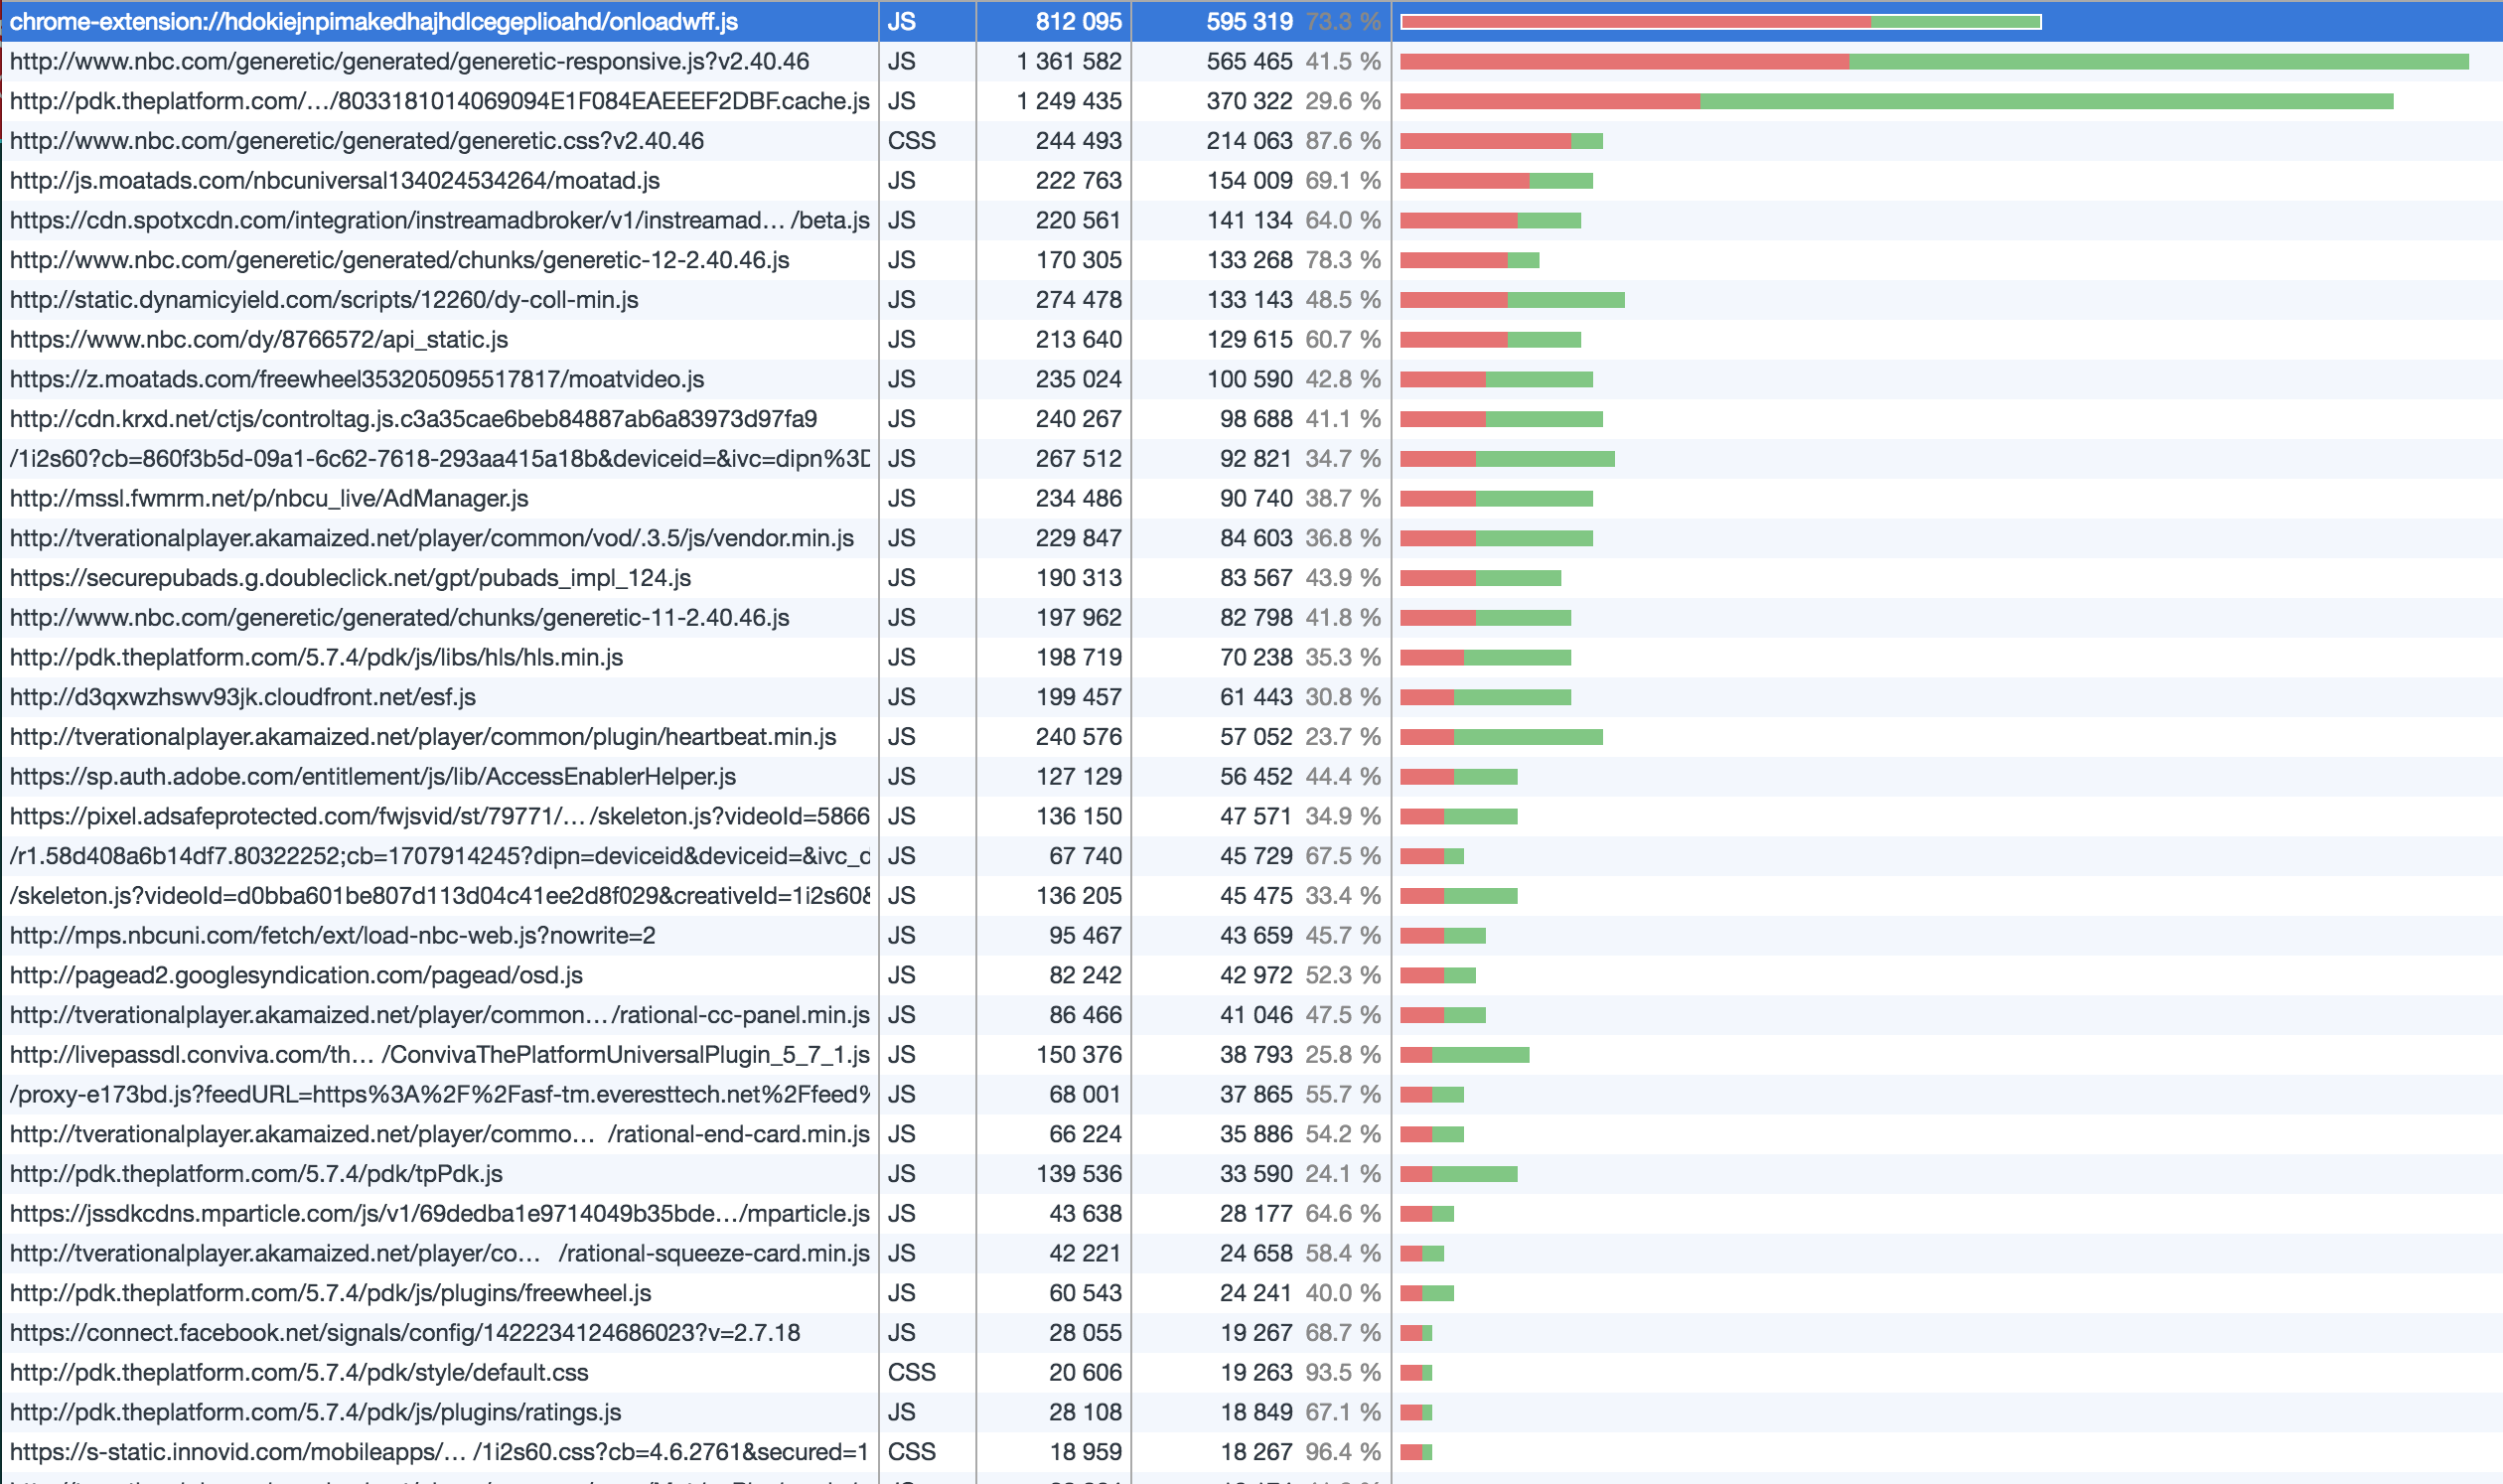 chrome-extension://hdokiejnpimakedhajhdlcegeplioahd/onloadwff.js JS 812 095 595 319 73.3 %
http://www.nbc.com/generetic/generated/generetic-responsive.js?v2.40.46 JS 1 361 582 565 465 41.5 %
http://pdk.theplatform.com/…/8033181014069094E1F084EAEEEF2DBF.cache.js JS 1 249 435 370 322 29.6 %
http://www.nbc.com/generetic/generated/generetic.css?v2.40.46 CSS 244 493 214 063 87.6 %
http://js.moatads.com/nbcuniversal134024534264/moatad.js JS 222 763 154 009 69.1 %
https://cdn.spotxcdn.com/integration/instreamadbroker/v1/instreamad… /beta.js JS 220 561 141 134 64.0 %
http://www.nbc.com/generetic/generated/chunks/generetic-12-2.40.46.js JS 170 305 133 268 78.3 %
http://static.dynamicyield.com/scripts/12260/dy-coll-min.js JS 274 478 133 143 48.5 %
https://www.nbc.com/dy/8766572/api_static.js JS 213 640 129 615 60.7 %
https://z.moatads.com/freewheel353205095517817/moatvideo.js JS 235 024 100 590 42.8 %
http://cdn.krxd.net/ctjs/controltag.js.c3a35cae6beb84887ab6a83973d97fa9 JS 240 267 98 688 41.1 %
/1i2s60?cb=860f3b5d-09a1-6c62-7618-293aa415a18b&deviceid=&ivc=dipn%3D JS 267 512 92 821 34.7 %
http://mssl.fwmrm.net/p/nbcu_live/AdManager.js JS 234 486 90 740 38.7 %
http://tverationalplayer.akamaized.net/player/common/vod/.3.5/js/vendor.min.js JS 229 847 84 603 36.8 %
https://securepubads.g.doubleclick.net/gpt/pubads_impl_124.js JS 190 313 83 567 43.9 %
http://www.nbc.com/generetic/generated/chunks/generetic-11-2.40.46.js JS 197 962 82 798 41.8 %
http://pdk.theplatform.com/5.7.4/pdk/js/libs/hls/hls.min.js JS 198 719 70 238 35.3 %
http://d3qxwzhswv93jk.cloudfront.net/esf.js JS 199 457 61 443 30.8 %
http://tverationalplayer.akamaized.net/player/common/plugin/heartbeat.min.js JS 240 576 57 052 23.7 %
https://sp.auth.adobe.com/entitlement/js/lib/AccessEnablerHelper.js JS 127 129 56 452 44.4 %
https://pixel.adsafeprotected.com/fwjsvid/st/79771/… /skeleton.js?videoId=5866 JS 136 150 47 571 34.9 %
/r1.58d408a6b14df7.80322252;cb=1707914245?dipn=deviceid&deviceid=&ivc_d JS 67 740 45 729 67.5 %
/skeleton.js?videoId=d0bba601be807d113d04c41ee2d8f029&creativeId=1i2s60& JS 136 205 45 475 33.4 %
http://mps.nbcuni.com/fetch/ext/load-nbc-web.js?nowrite=2 JS 95 467 43 659 45.7 %
http://pagead2.googlesyndication.com/pagead/osd.js JS 82 242 42 972 52.3 %
http://tverationalplayer.akamaized.net/player/common…/rational-cc-panel.min.js JS 86 466 41 046 47.5 %
http://livepassdl.conviva.com/th… /ConvivaThePlatformUniversalPlugin_5_7_1.js JS 150 376 38 793 25.8 %
/proxy-e173bd.js?feedURL=https%3A%2F%2Fasf-tm.everesttech.net%2Ffeed% JS 68 001 37 865 55.7 %
http://tverationalplayer.akamaized.net/player/commo… /rational-end-card.min.js JS 66 224 35 886 54.2 %
http://pdk.theplatform.com/5.7.4/pdk/tpPdk.js JS 139 536 33 590 24.1 %
https://jssdkcdns.mparticle.com/js/v1/69dedba1e9714049b35bde…/mparticle.js JS 43 638 28 177 64.6 %
http://tverationalplayer.akamaized.net/player/co… /rational-squeeze-card.min.js JS 42 221 24 658 58.4 %
http://pdk.theplatform.com/5.7.4/pdk/js/plugins/freewheel.js JS 60 543 24 241 40.0 %
https://connect.facebook.net/signals/config/1422234124686023?v=2.7.18 JS 28 055 19 267 68.7 %
http://pdk.theplatform.com/5.7.4/pdk/style/default.css CSS 20 606 19 263 93.5 %
http://pdk.theplatform.com/5.7.4/pdk/js/plugins/ratings.js JS 28 108 18 849 67.1 %
https://s-static.innovid.com/mobileapps/… /1i2s60.css?cb=4.6.2761&secured=1 CSS 18 959 18 267 96.4 %